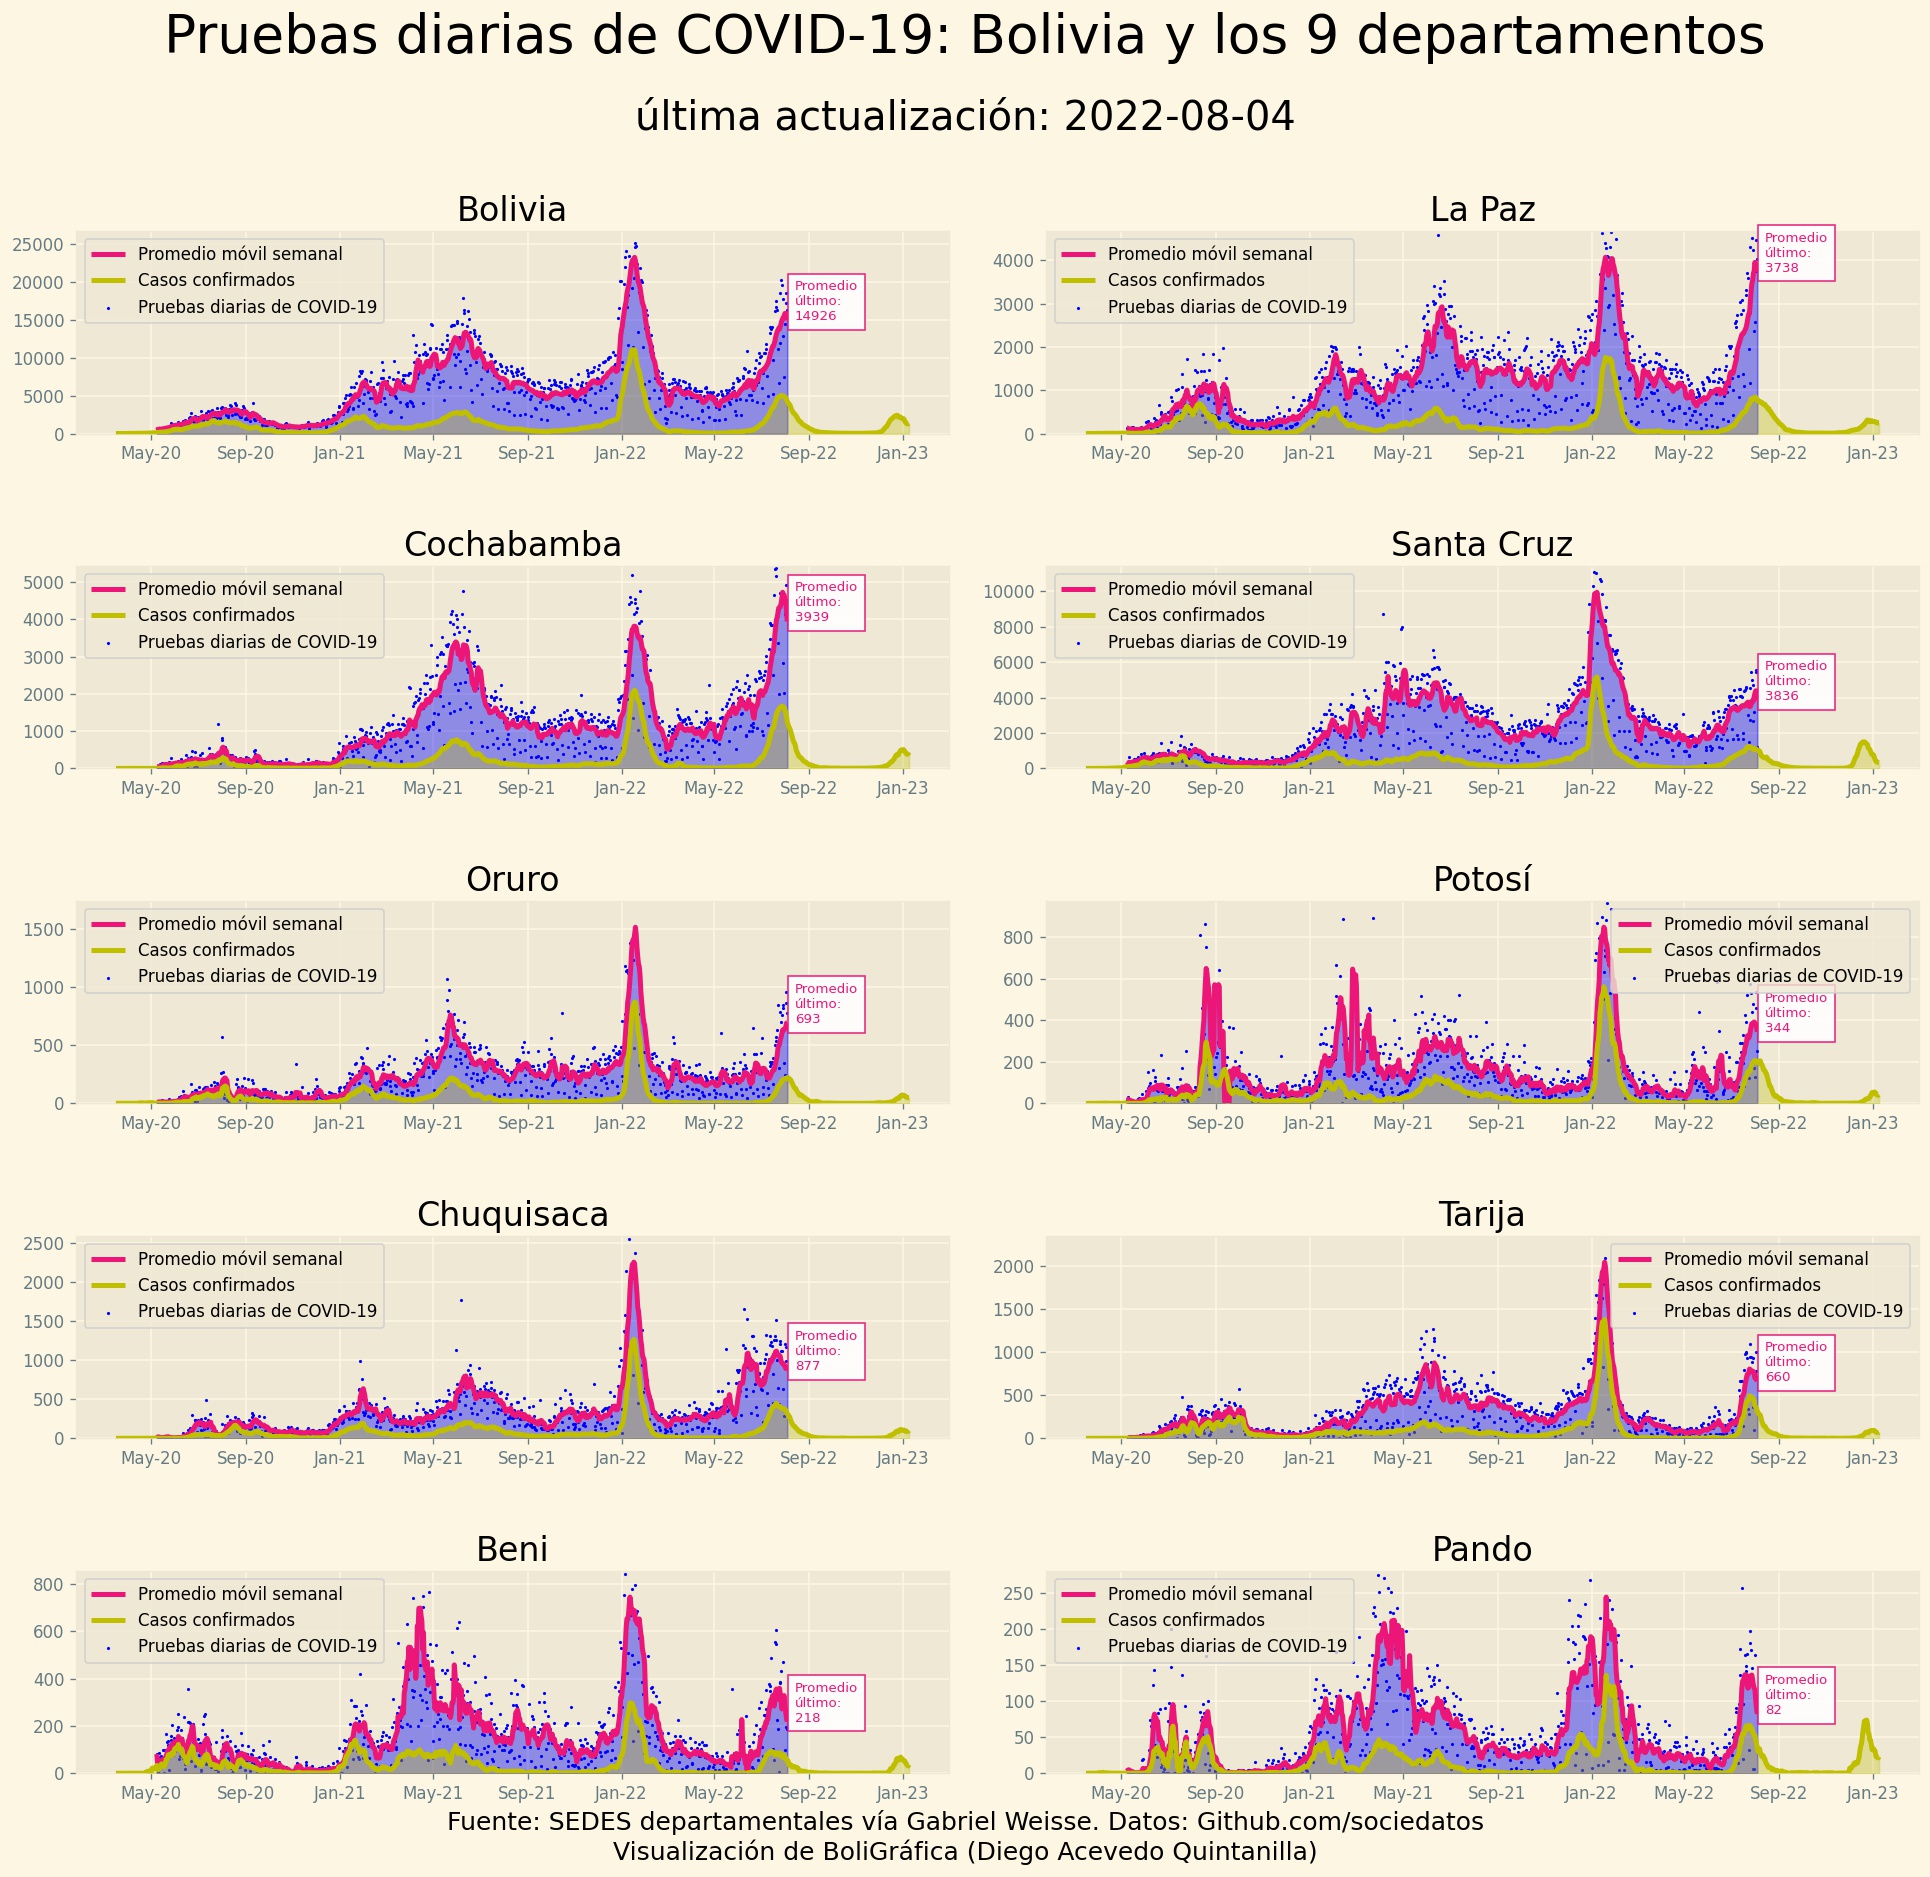 Pruebas diarias de COVID-19: Bolivia y los 9 departamentos
última actualización: 2022-08-04
Bolivia
25000
20000
15000
10000
5000
0
Promedio móvil semanal
Casos confirmados
Pruebas diarias de COVID-19
Promedio
último:
14926
May-20 Sep-20 Jan-21 May-21 Sep-21 Jan-22 May-22 Sep-22 Jan-23
La Paz
4000
3000
2000
1000
0
Promedio móvil semanal
Casos confirmados
Pruebas diarias de COVID-19
Promedio
último:
3738
May-20 Sep-20 Jan-21 May-21 Sep-21 Jan-22 May-22 Sep-22 Jan-23
Cochabamba
5000
4000
3000
2000
1000
0
Promedio móvil semanal
Casos confirmados
Pruebas diarias de COVID-19
Promedio
último:
3939
May-20 Sep-20 Jan-21 May-21 Sep-21 Jan-22 May-22 Sep-22 Jan-23
Santa Cruz
10000
8000
6000
4000
2000
0
Promedio móvil semanal
Casos confirmados
Pruebas diarias de COVID-19
Promedio
último:
3836
May-20 Sep-20 Jan-21 May-21 Sep-21 Jan-22 May-22 Sep-22 Jan-23
Oruro
1500
1000
500
0
Promedio móvil semanal
Casos confirmados
Pruebas diarias de COVID-19
Promedio
último:
693
May-20 Sep-20 Jan-21 May-21 Sep-21 Jan-22 May-22 Sep-22 Jan-23
Potosí
800
600
400
200
0
Promedio móvil semanal
Casos confirmados
Pruebas diarias de COVID-19
Promedio
último:
344
May-20 Sep-20 Jan-21 May-21 Sep-21 Jan-22 May-22 Sep-22 Jan-23
Chuquisaca
2500
2000
1500
1000
500
0
Promedio móvil semanal
Casos confirmados
Pruebas diarias de COVID-19
Promedio
último:
877
May-20 Sep-20 Jan-21 May-21 Sep-21 Jan-22 May-22 Sep-22 Jan-23
Tarija
2000
1500
1000
500
0
Promedio móvil semanal
Casos confirmados
Pruebas diarias de COVID-19
Promedio
último:
660
May-20 Sep-20 Jan-21 May-21 Sep-21 Jan-22 May-22 Sep-22 Jan-23
Beni
800
600
400
200
0
Promedio móvil semanal
Casos confirmados
Pruebas diarias de COVID-19
Promedio
último:
218
May-20 Sep-20 Jan-21 May-21 Sep-21 Jan-22 May-22 Sep-22 Jan-23
Pando
250
200
150
100
50
0
Promedio móvil semanal
Casos confirmados
Pruebas diarias de COVID-19
Promedio
último:
82
May-20 Sep-20 Jan-21 May-21 Sep-21 Jan-22 May-22 Sep-22 Jan-23
Fuente: SEDES departamentales vía Gabriel Weisse. Datos: Github.com/sociedatos
Visualización de BoliGráfica (Diego Acevedo Quintanilla)